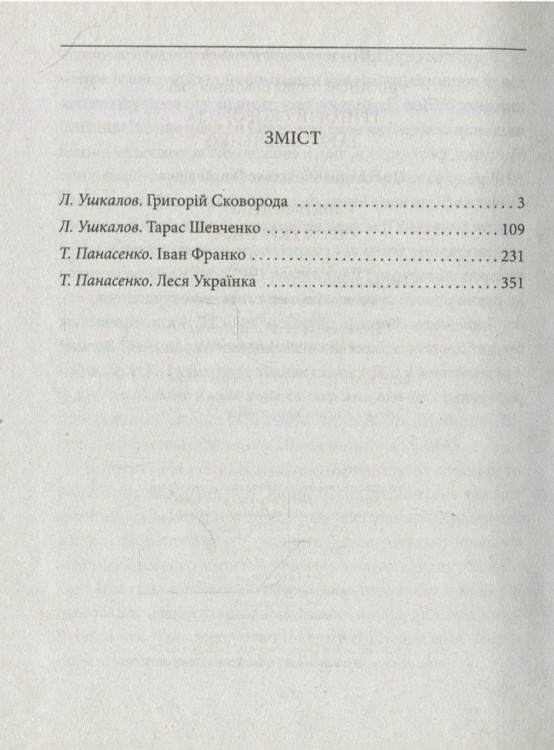 ЗМІСТ
Л. Ушкалов. Григорій Сковорода ........................................ 3
Л. Ушкалов. Тарас Шевченко ........................................ 109
Т. Панасенко. Іван Франко ........................................ 231
Т. Панасенко. Леся Українка ........................................ 351